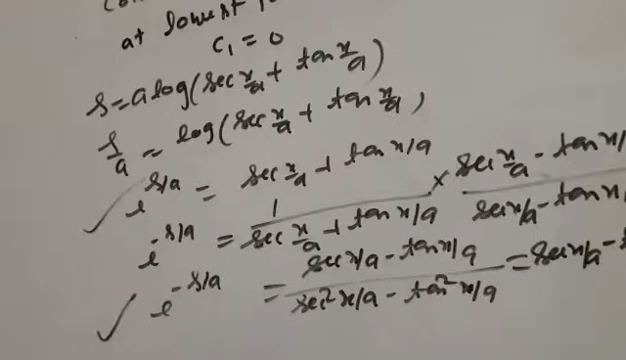 at lowest
C₁ = 0
s = a log(sec x/a + tan x/a)
s/a = log(sec x/a + tan x/a)
e^{s/a} = sec x/a + tan x/a
e^{-s/a} = 1/(sec x/a + tan x/a) × (sec x/a - tan x/)/(sec x/a - tan x/)
e^{-s/a} = (sec x/a - tan x/a)/(sec² x/a - tan² x/a) = sec x/a -